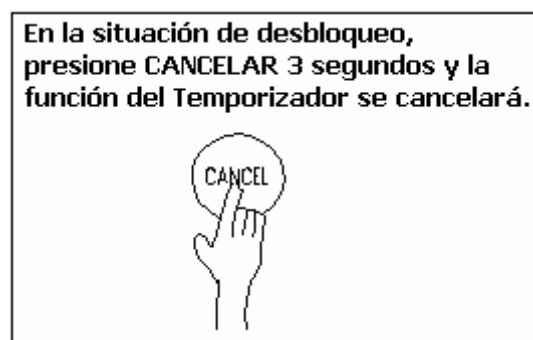 En la situación de desbloqueo,
presione CANCELAR 3 segundos y la
función del Temporizador se cancelará.
CANCEL